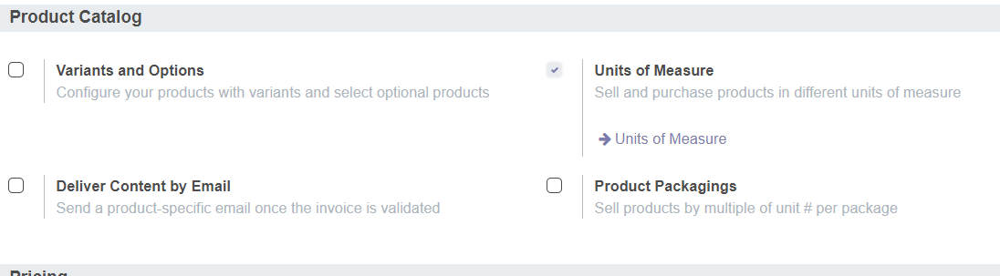 Product Catalog
Variants and Options
Configure your products with variants and select optional products
Units of Measure
Sell and purchase products in different units of measure
Units of Measure
Deliver Content by Email
Send a product-specific email once the invoice is validated
Product Packagings
Sell products by multiple of unit # per package
Pricing